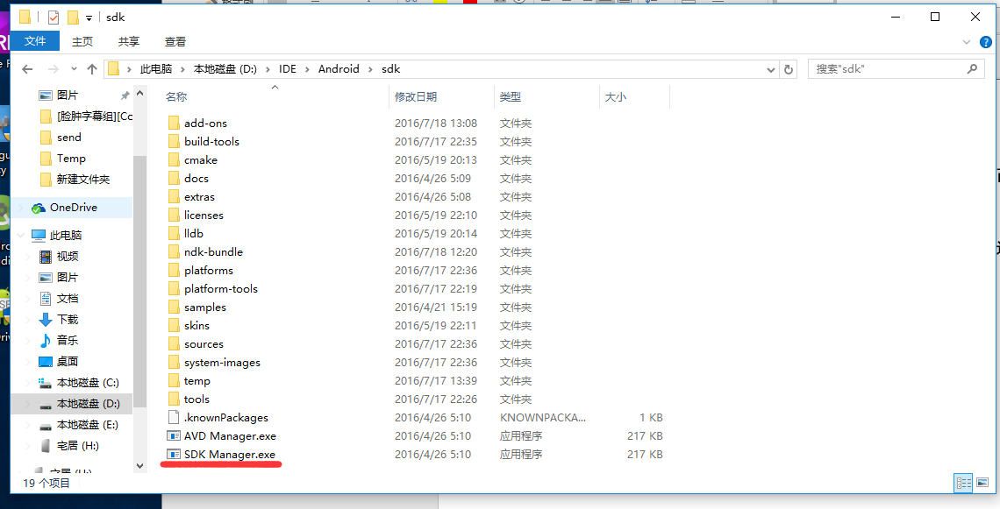 sdk
文件 主页 共享 查看
此电脑 本地磁盘 (D:) IDE Android sdk
搜索"sdk"
图片
[脸肿字幕组][Co
send
Temp
新建文件夹
OneDrive
此电脑
视频
图片
文档
下载
音乐
桌面
本地磁盘 (C:)
本地磁盘 (D:)
本地磁盘 (E:)
宅居 (H:)
名称 修改日期 类型 大小
add-ons 2016/7/18 13:08 文件夹
build-tools 2016/7/17 22:35 文件夹
cmake 2016/5/19 20:13 文件夹
docs 2016/4/26 5:09 文件夹
extras 2016/4/26 5:08 文件夹
licenses 2016/5/19 22:10 文件夹
lldb 2016/5/19 20:14 文件夹
ndk-bundle 2016/7/18 12:20 文件夹
platforms 2016/7/17 22:36 文件夹
platform-tools 2016/7/17 22:19 文件夹
samples 2016/4/21 15:19 文件夹
skins 2016/5/19 22:11 文件夹
sources 2016/7/17 22:36 文件夹
system-images 2016/7/17 22:36 文件夹
temp 2016/7/17 13:39 文件夹
tools 2016/7/17 22:26 文件夹
.knownPackages 2016/4/26 5:10 KNOWNPACKA... 1 KB
AVD Manager.exe 2016/4/26 5:10 应用程序 217 KB
SDK Manager.exe 2016/4/26 5:10 应用程序 217 KB
19 个项目